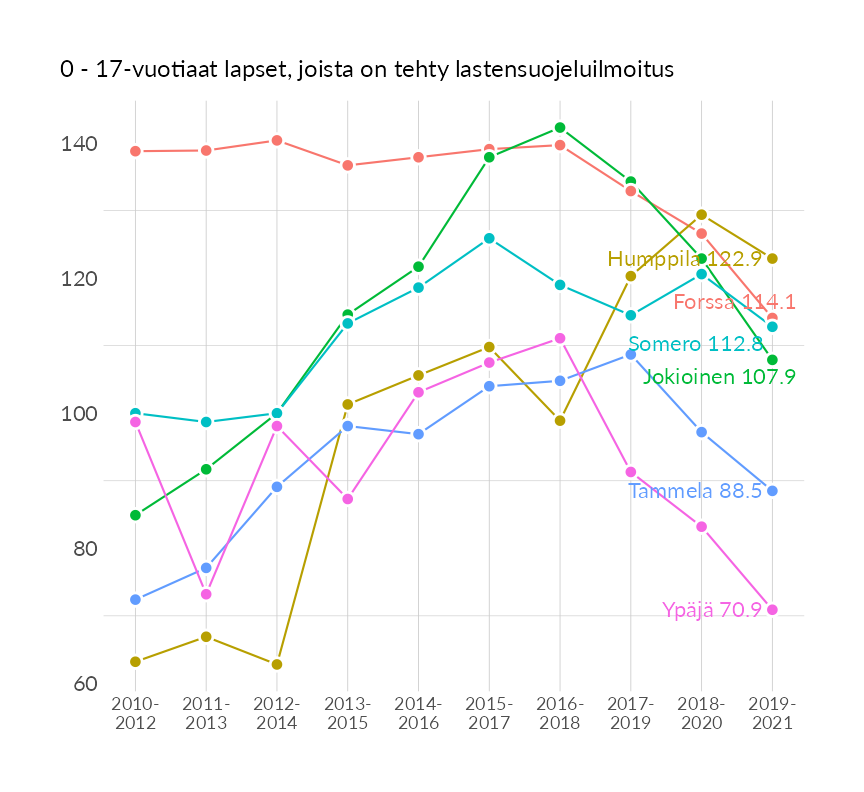 0 - 17-vuotiaat lapset, joista on tehty lastensuojeluilmoitus
140
120
100
80
60
Humppila 122.9
Forssa 114.1
Somero 112.8
Jokioinen 107.9
Tammela 88.5
Ypäjä 70.9
2010- 2011- 2012- 2013- 2014- 2015- 2016- 2017- 2018- 2019-
2012 2013 2014 2015 2016 2017 2018 2019 2020 2021